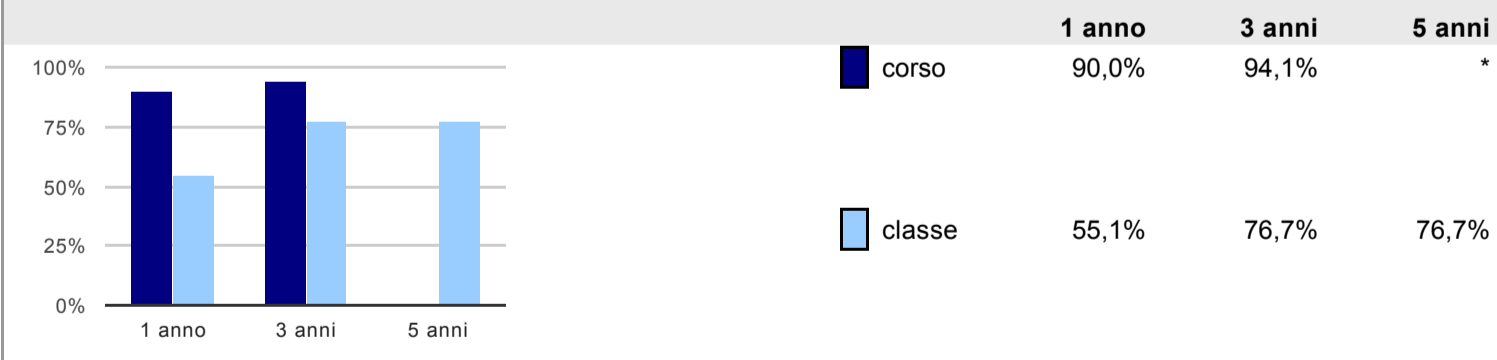 1 anno 3 anni 5 anni
corso 90,0% 94,1% *
classe 55,1% 76,7% 76,7%
100%
75%
50%
25%
0%
1 anno 3 anni 5 anni